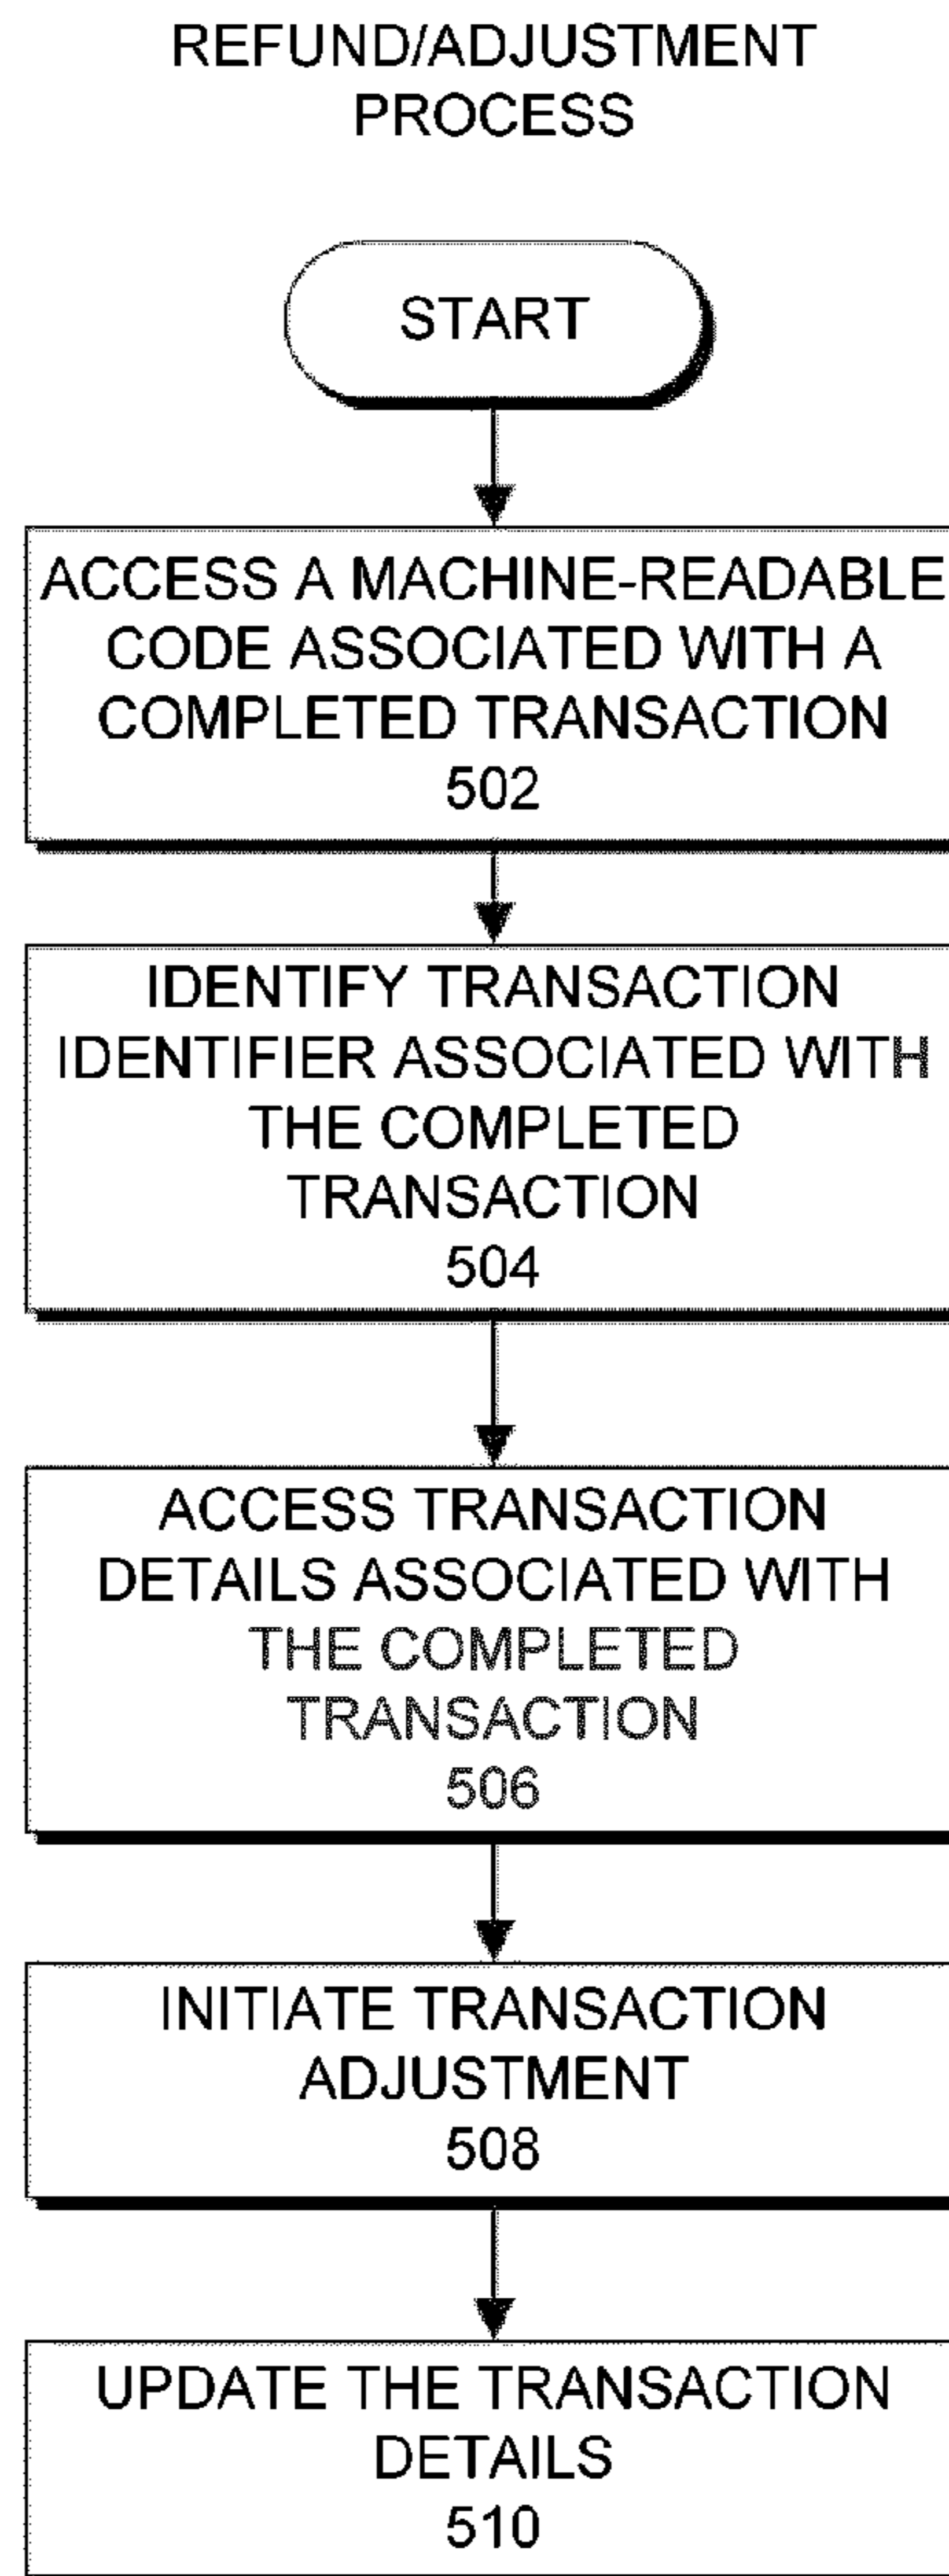 REFUND/ADJUSTMENT
PROCESS
START
ACCESS A MACHINE-READABLE
CODE ASSOCIATED WITH A
COMPLETED TRANSACTION
502
IDENTIFY TRANSACTION
IDENTIFIER ASSOCIATED WITH
THE COMPLETED
TRANSACTION
504
ACCESS TRANSACTION
DETAILS ASSOCIATED WITH
THE COMPLETED
TRANSACTION
506
INITIATE TRANSACTION
ADJUSTMENT
508
UPDATE THE TRANSACTION
DETAILS
510